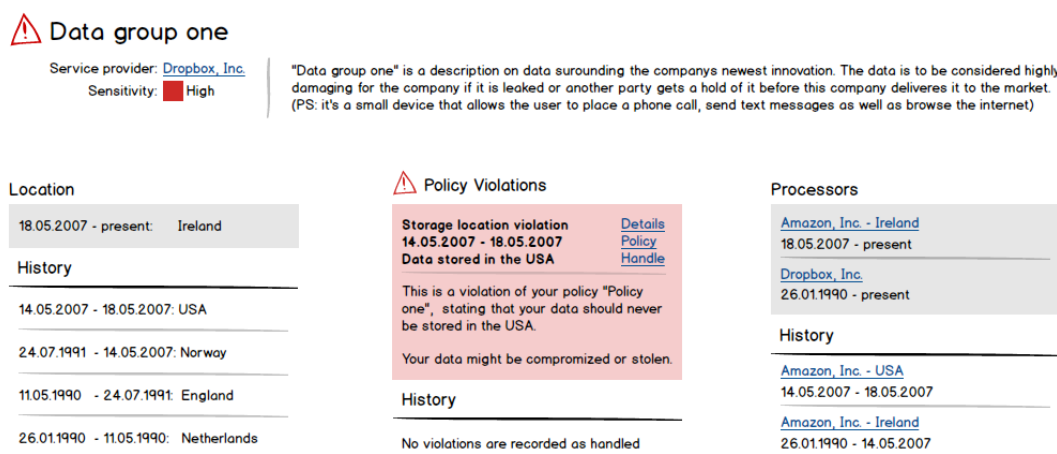 Data group one
Service provider: Dropbox, Inc.
Sensitivity: High
"Data group one" is a description on data surounding the companys newest innovation. The data is to be considered highly
damaging for the company if it is leaked or another party gets a hold of it before this company deliveres it to the market.
(PS: it's a small device that allows the user to place a phone call, send text messages as well as browse the internet)
Location
18.05.2007 - present: Ireland
History
14.05.2007 - 18.05.2007: USA
24.07.1991 - 14.05.2007: Norway
11.05.1990 - 24.07.1991: England
26.01.1990 - 11.05.1990: Netherlands
Policy Violations
Storage location violation Details
14.05.2007 - 18.05.2007 Policy
Data stored in the USA Handle
This is a violation of your policy "Policy
one", stating that your data should never
be stored in the USA.
Your data might be compromized or stolen.
History
No violations are recorded as handled
Processors
Amazon, Inc. - Ireland
18.05.2007 - present
Dropbox, Inc.
26.01.1990 - present
History
Amazon, Inc. - USA
14.05.2007 - 18.05.2007
Amazon, Inc. - Ireland
26.01.1990 - 14.05.2007